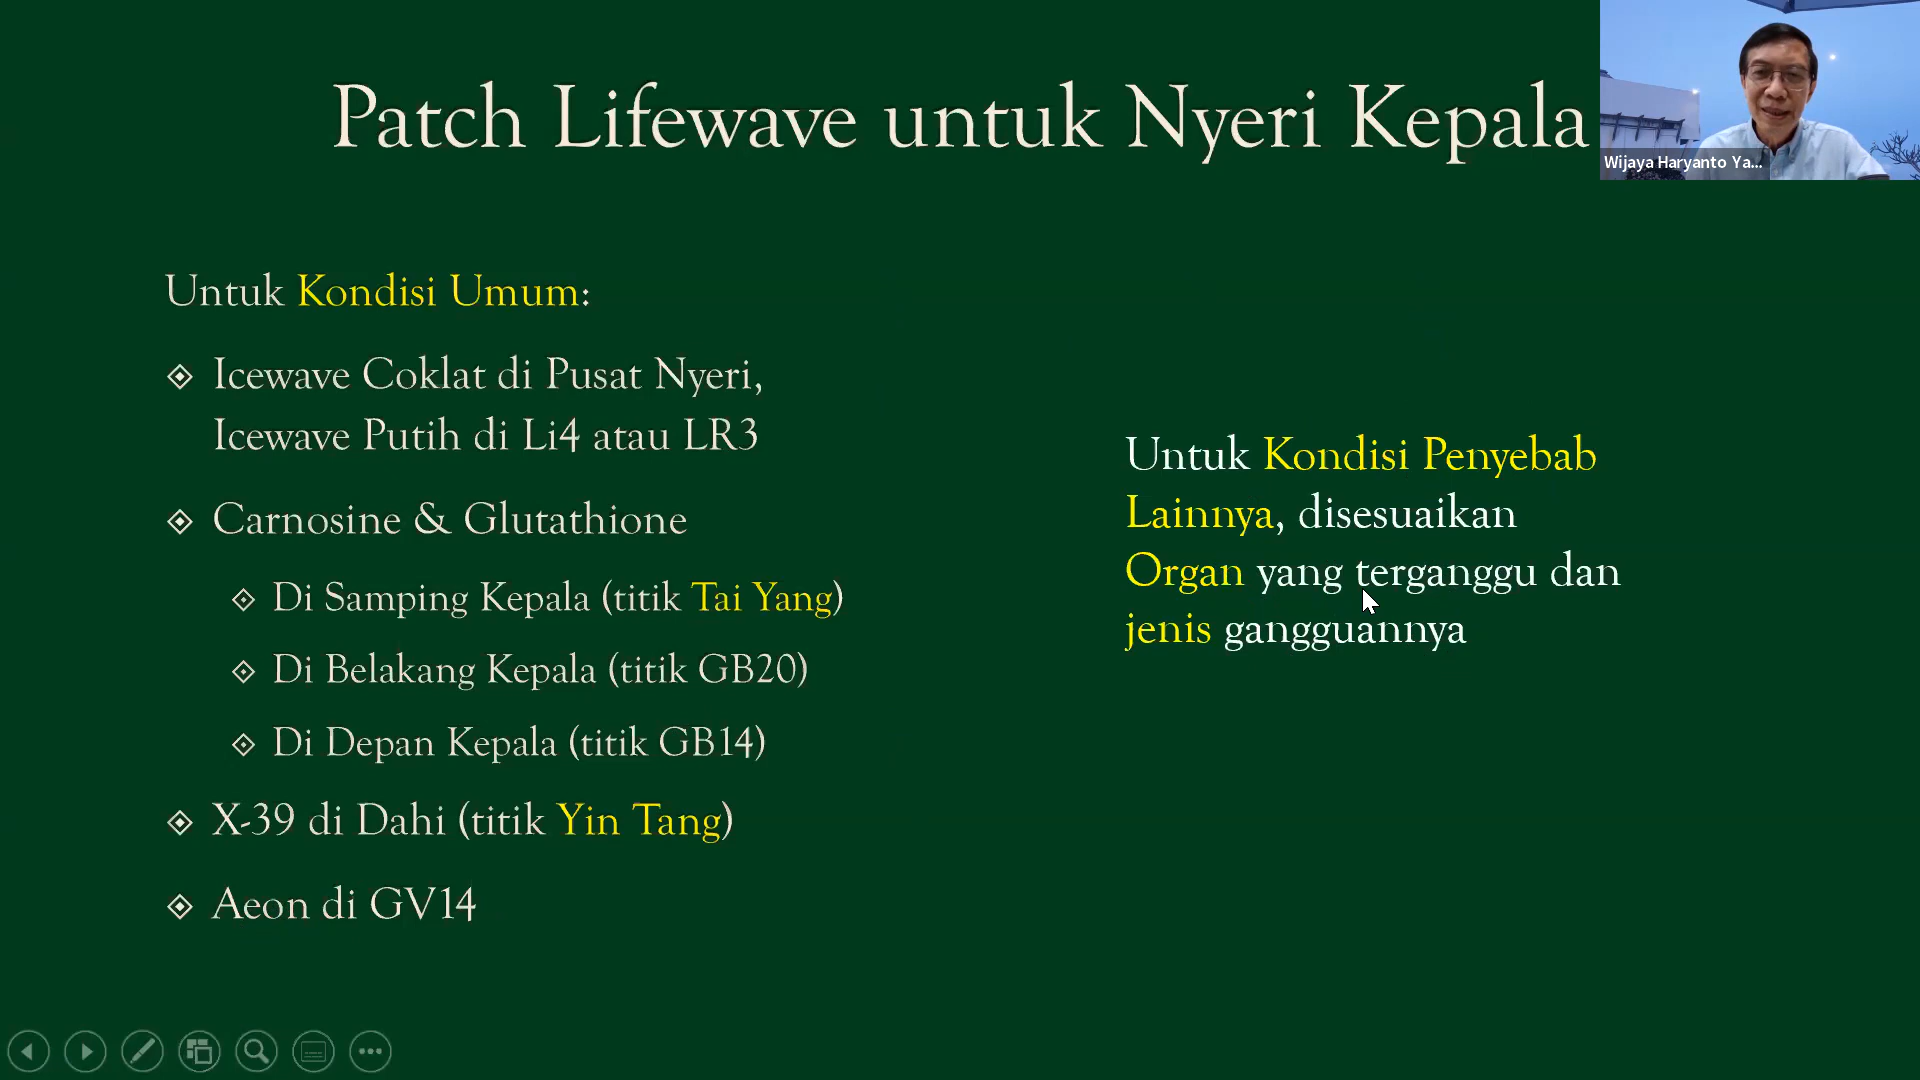 Patch Lifewave untuk Nyeri Kepala
Wijaya Haryanto Ya...
Untuk Kondisi Umum:
Icewave Coklat di Pusat Nyeri,
Icewave Putih di Li4 atau LR3
Carnosine & Glutathione
Di Samping Kepala (titik Tai Yang)
Di Belakang Kepala (titik GB20)
Di Depan Kepala (titik GB14)
X-39 di Dahi (titik Yin Tang)
Aeon di GV14
Untuk Kondisi Penyebab
Lainnya, disesuaikan
Organ yang terganggu dan
jenis gangguannya